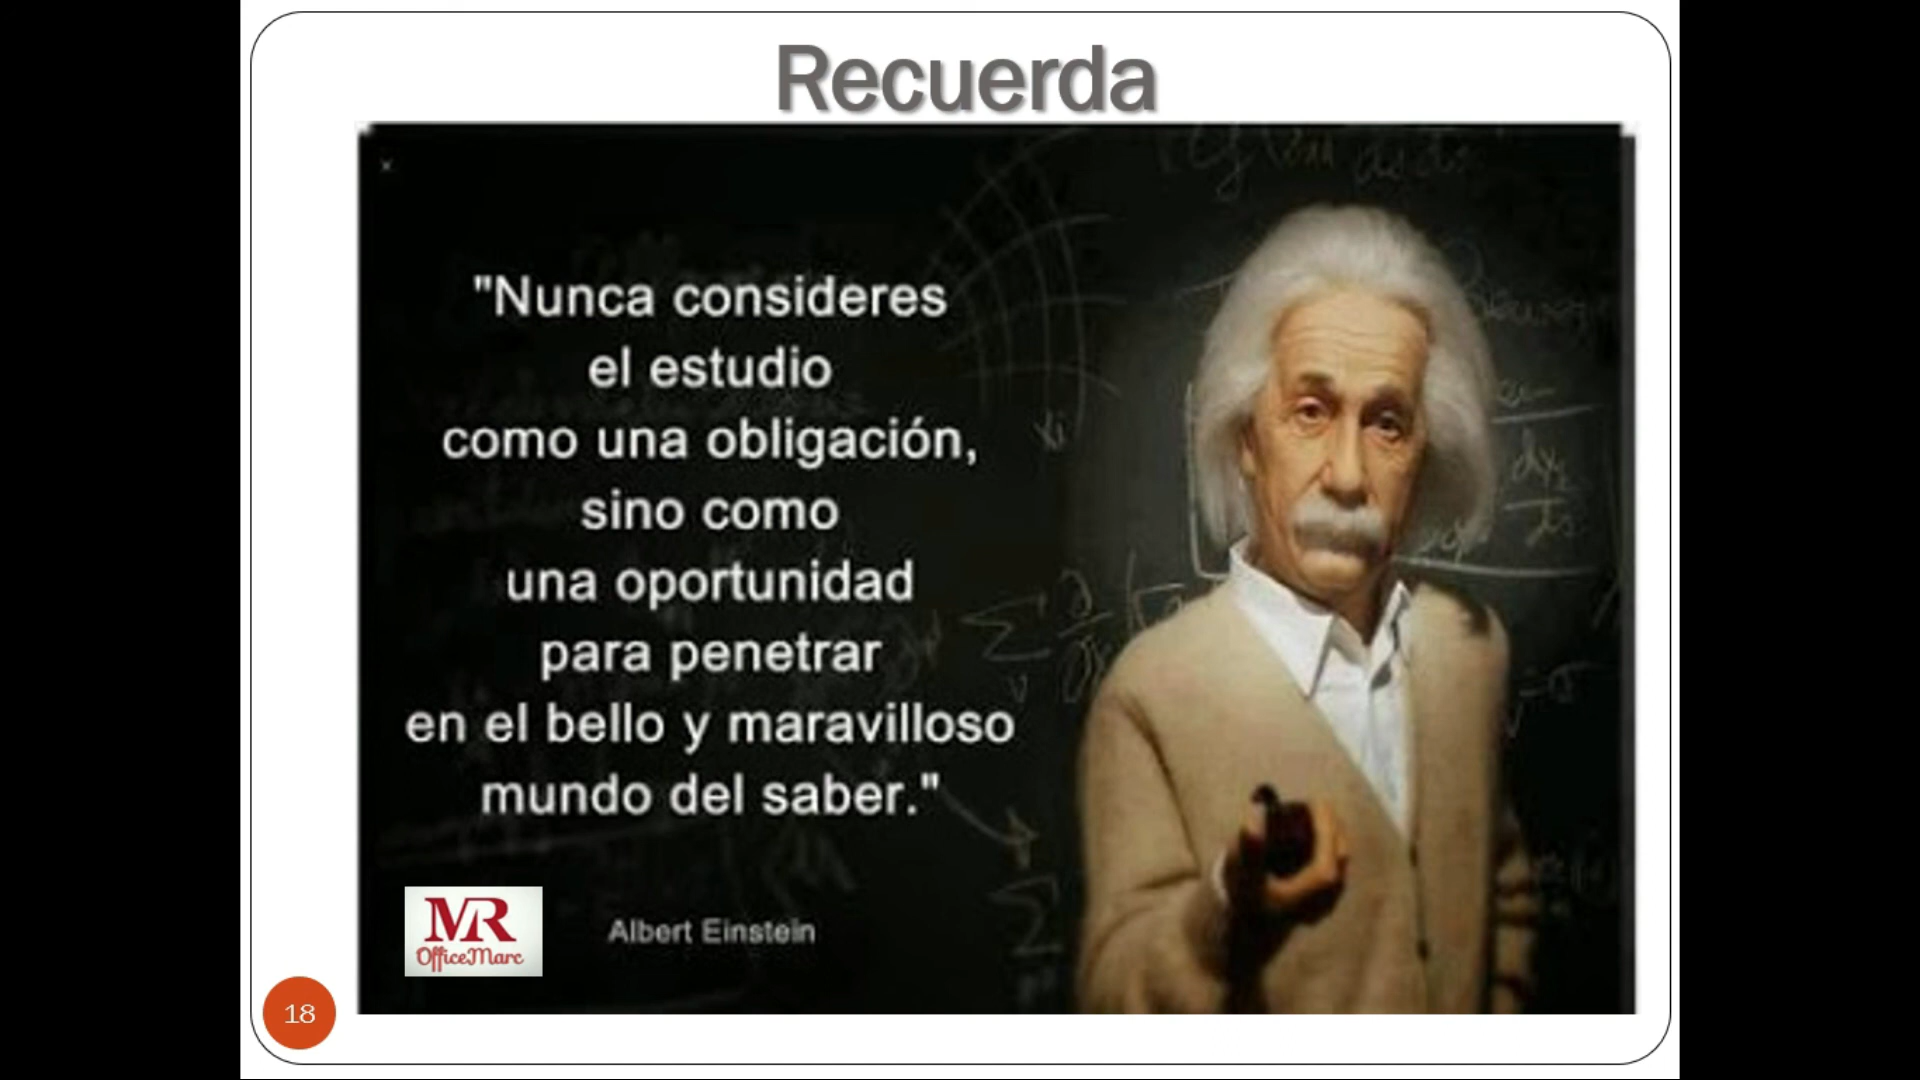 Recuerda
"Nunca consideres
el estudio
como una obligación,
sino como
una oportunidad
para penetrar
en el bello y maravilloso
mundo del saber."
Albert Einstein
MR
OfficeMarc
18